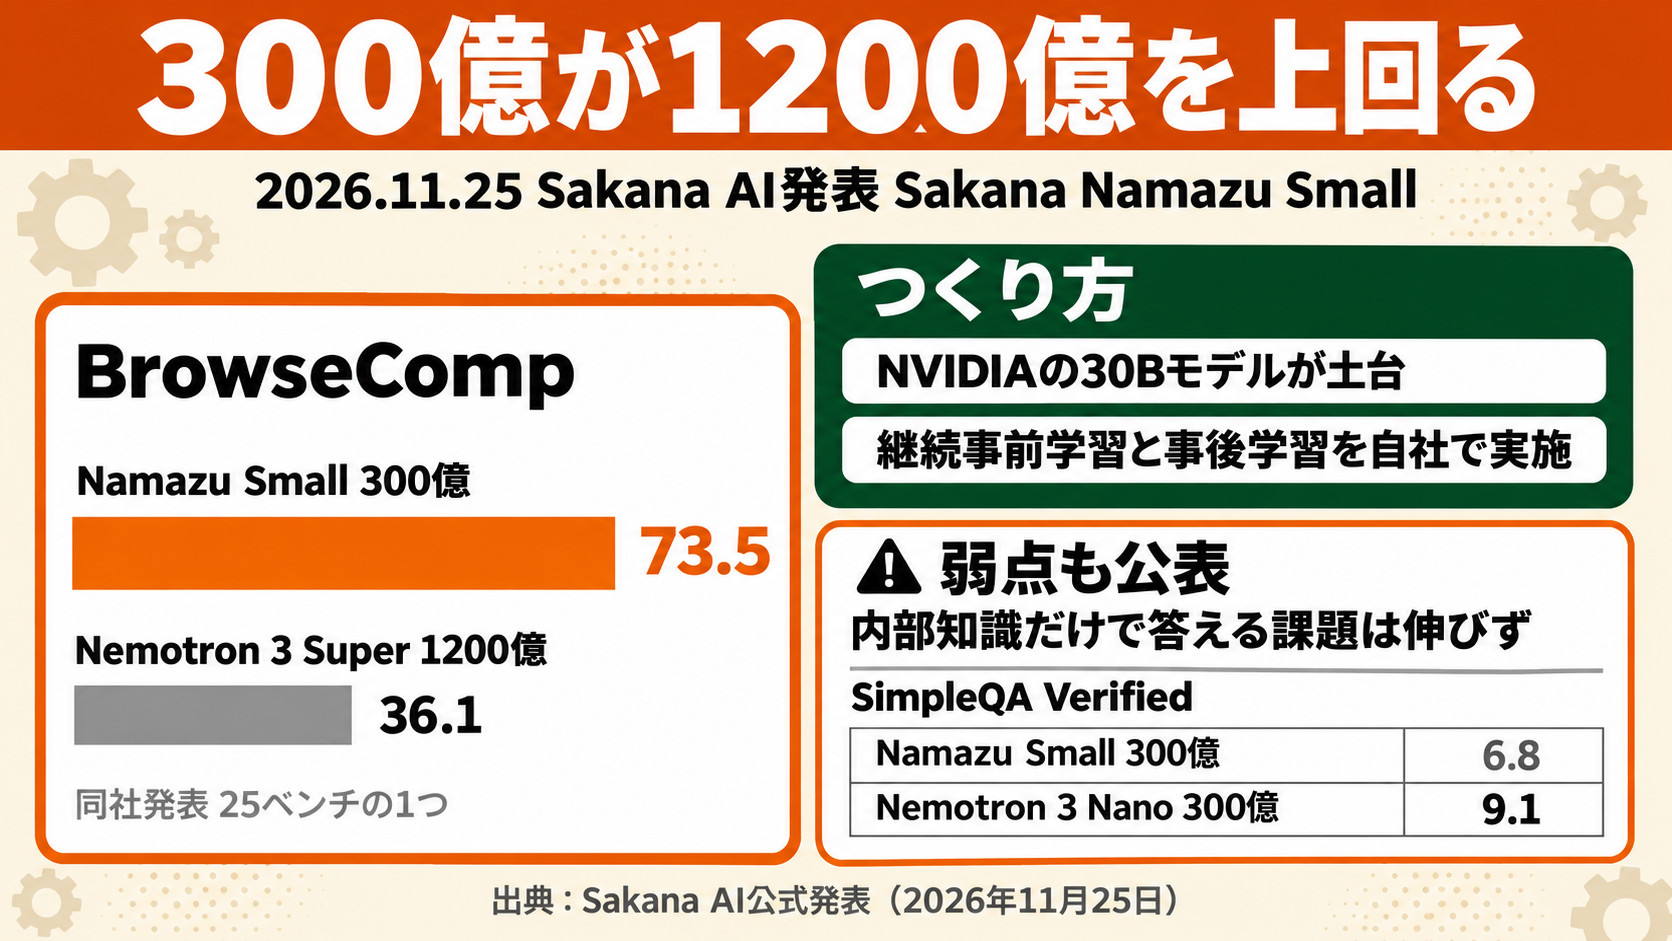 300億が1200億を上回る
2026.11.25 Sakana AI発表 Sakana Namazu Small
BrowseComp
Namazu Small 300億
73.5
Nemotron 3 Super 1200億
36.1
同社発表 25ベンチの1つ
つくり方
NVIDIAの30Bモデルが土台
継続事前学習と事後学習を自社で実施
弱点も公表
内部知識だけで答える課題は伸びず
SimpleQA Verified
Namazu Small 300億 6.8
Nemotron 3 Nano 300億 9.1
出典：Sakana AI公式発表（2026年11月25日）